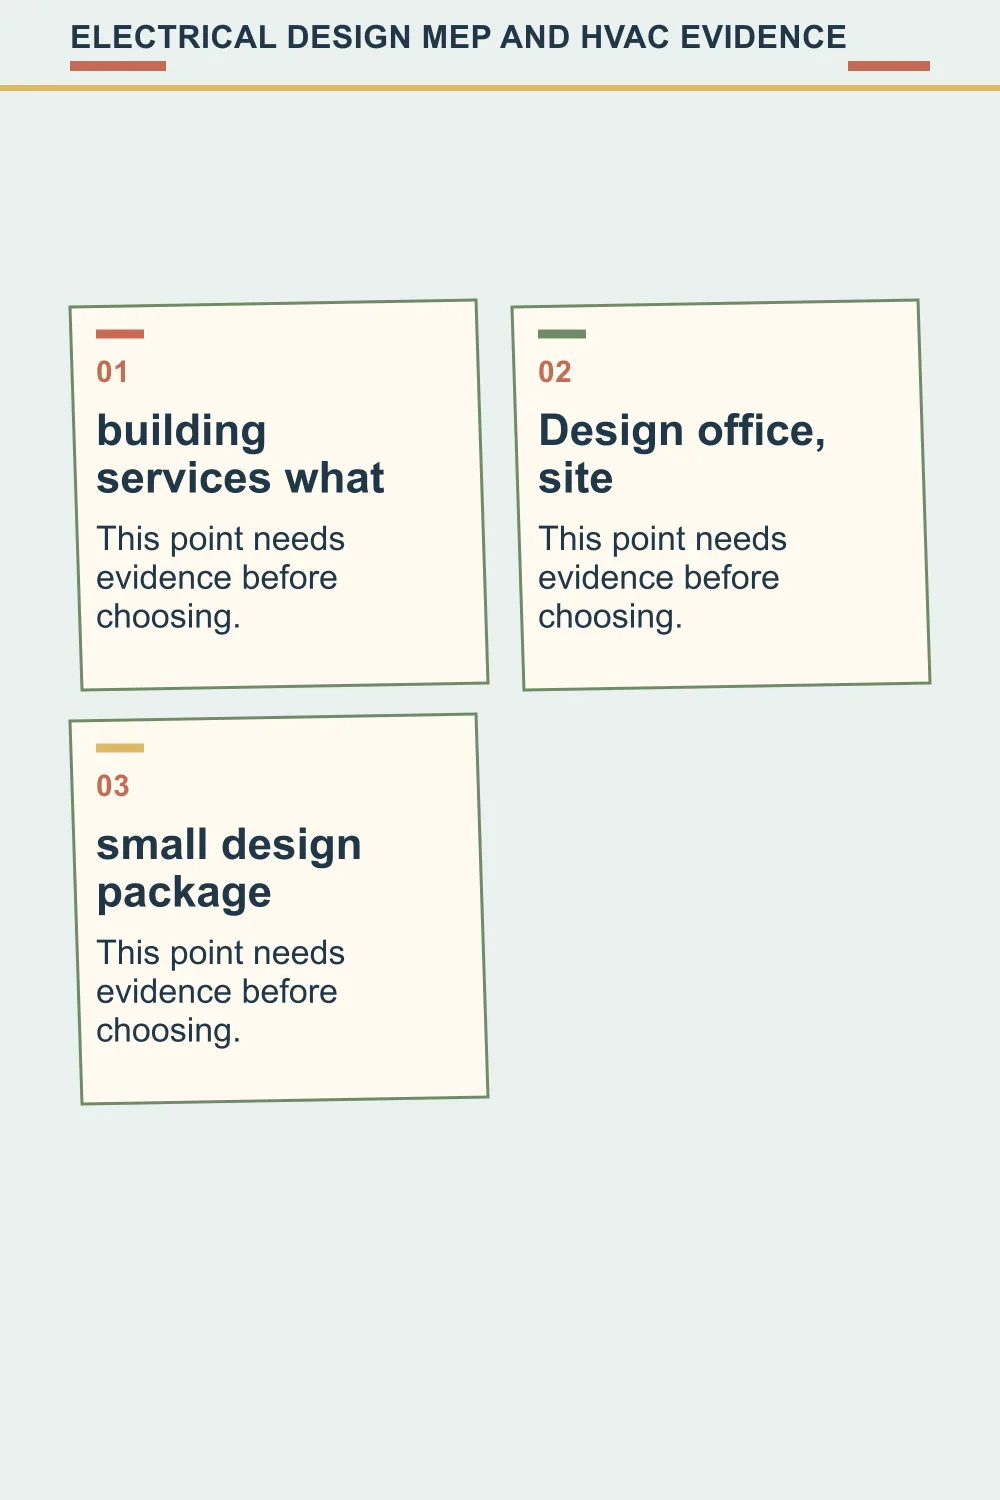 ELECTRICAL DESIGN MEP AND HVAC EVIDENCE
01
building
services what
This point needs
evidence before
choosing.
02
Design office,
site
This point needs
evidence before
choosing.
03
small design
package
This point needs
evidence before
choosing.